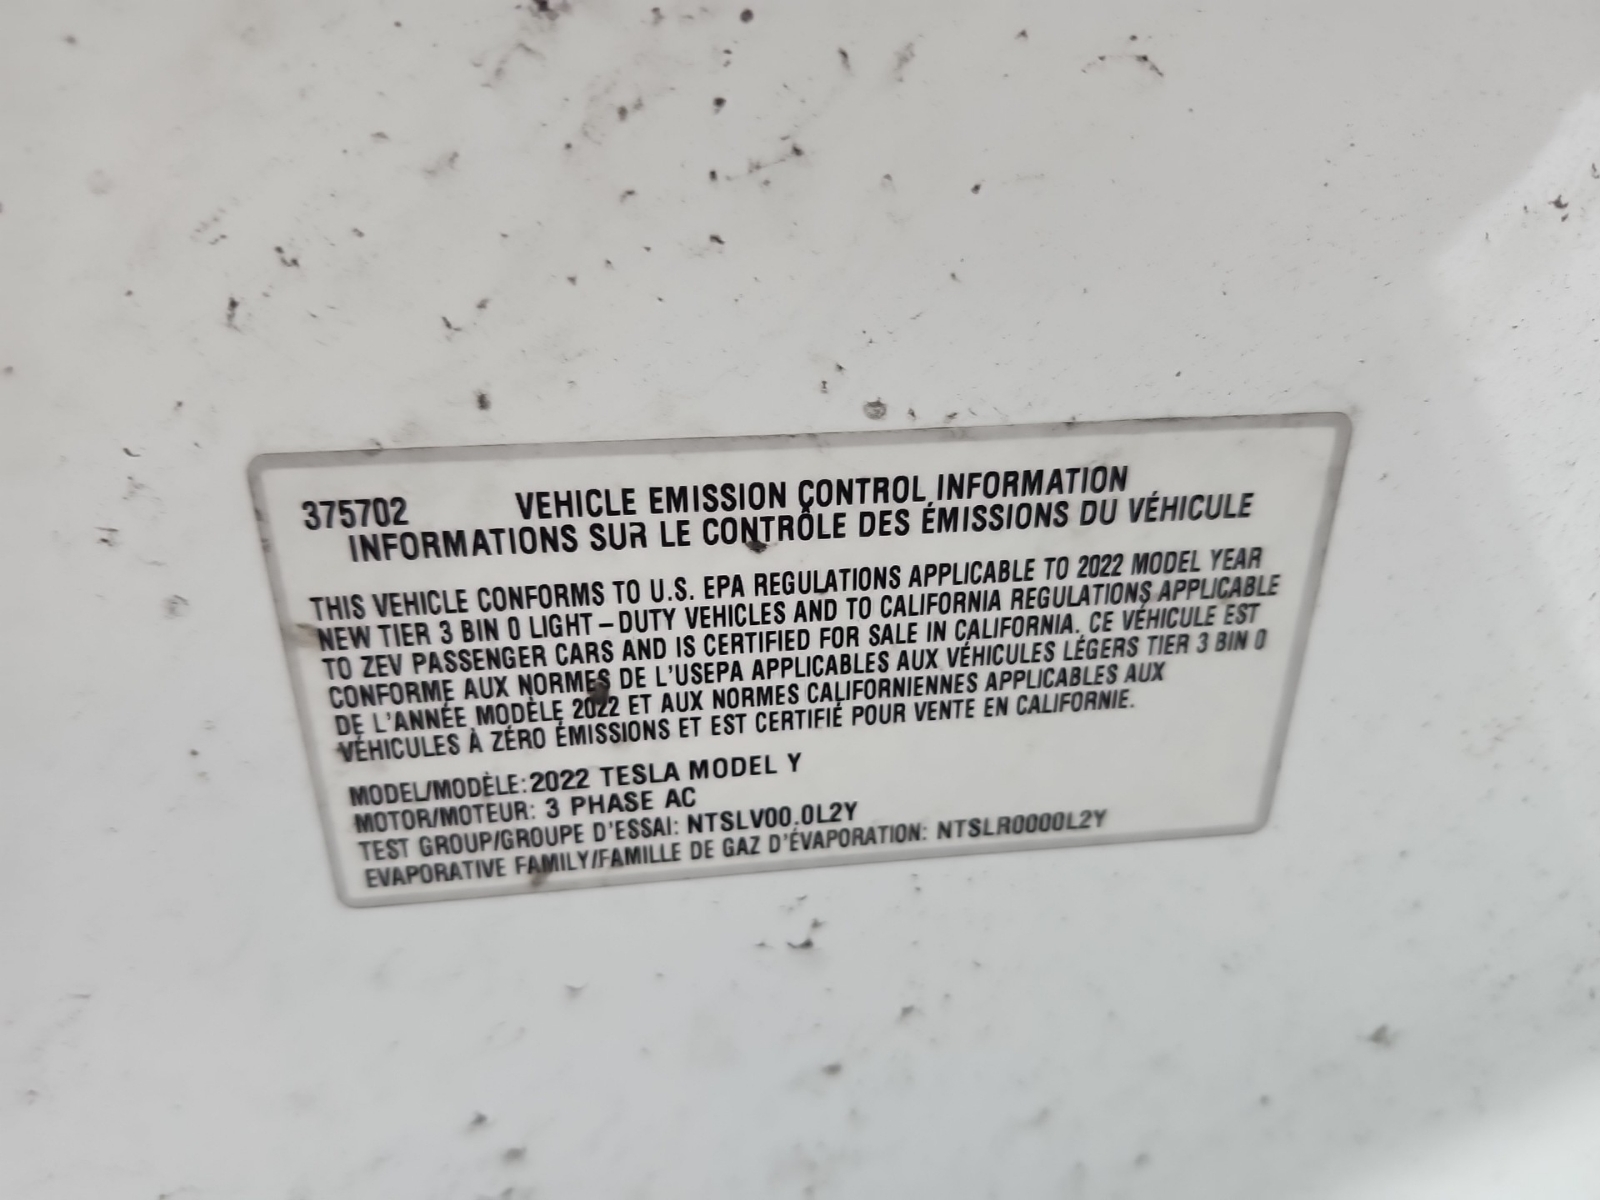 375702 VEHICLE EMISSION CONTROL INFORMATION
INFORMATIONS SUR LE CONTRÔLE DES ÉMISSIONS DU VÉHICULE
THIS VEHICLE CONFORMS TO U.S. EPA REGULATIONS APPLICABLE TO 2022 MODEL YEAR
NEW TIER 3 BIN 0 LIGHT-DUTY VEHICLES AND TO CALIFORNIA REGULATIONS APPLICABLE
TO ZEV PASSENGER CARS AND IS CERTIFIED FOR SALE IN CALIFORNIA. CE VÉHICULE EST
CONFORME AUX NORMES DE L'USEPA APPLICABLES AUX VÉHICULES LÉGERS TIER 3 BIN 0
DE L'ANNÉE MODÈLE 2022 ET AUX NORMES CALIFORNIENNES APPLICABLES AUX
VÉHICULES À ZÉRO ÉMISSIONS ET EST CERTIFIÉ POUR VENTE EN CALIFORNIE.
MODEL/MODÈLE: 2022 TESLA MODEL Y
MOTOR/MOTEUR: 3 PHASE AC
TEST GROUP/GROUPE D'ESSAI: NTSLV00.0L2Y
EVAPORATIVE FAMILY/FAMILLE DE GAZ D'ÉVAPORATION: NTSLR0000L2Y